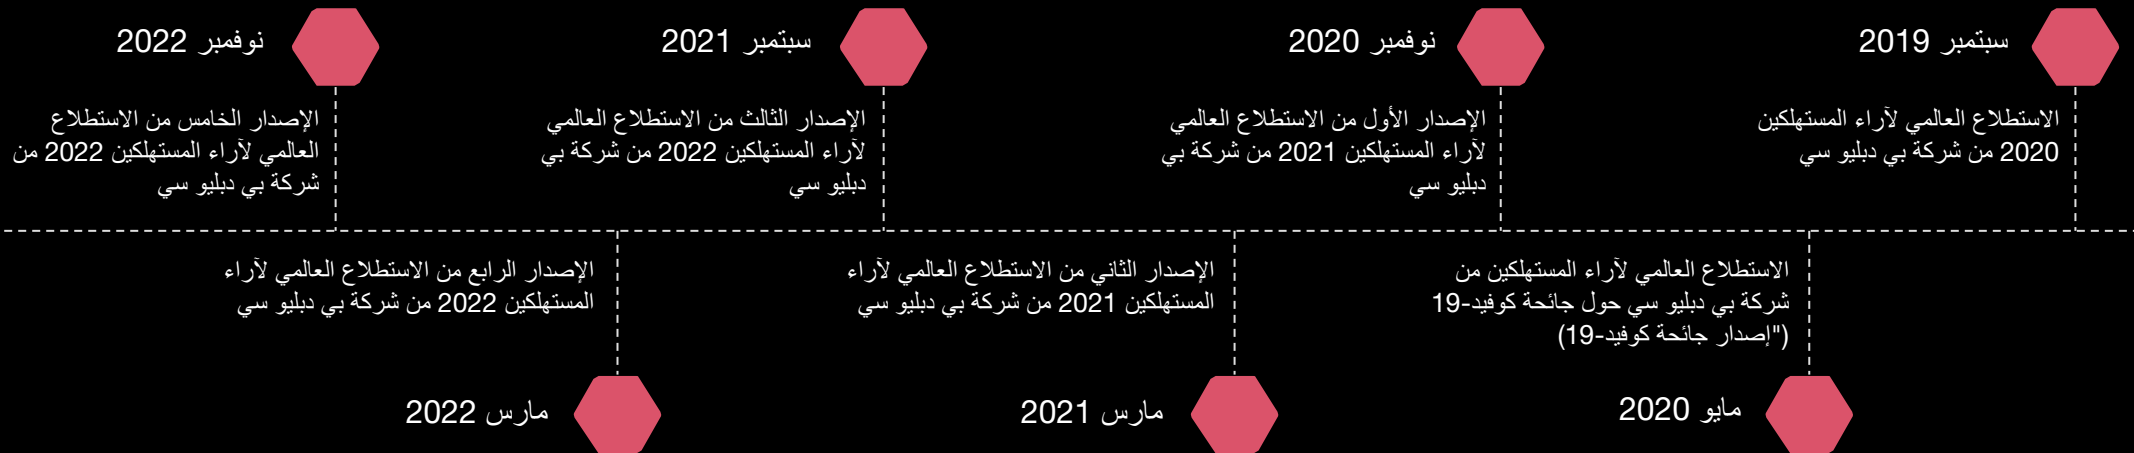 سبتمبر 2019
الاستطلاع العالمي لآراء المستهلكين
2020 من شركة بي دبليو سي
مايو 2020
الاستطلاع العالمي لآراء المستهلكين من
شركة بي دبليو سي حول جائحة كوفيد-19
("إصدار جائحة كوفيد-19)
نوفمبر 2020
الإصدار الأول من الاستطلاع العالمي
لآراء المستهلكين 2021 من شركة بي
دبليو سي
مارس 2021
الإصدار الثاني من الاستطلاع العالمي لآراء
المستهلكين 2021 من شركة بي دبليو سي
سبتمبر 2021
الإصدار الثالث من الاستطلاع العالمي
لآراء المستهلكين 2022 من شركة بي
دبليو سي
مارس 2022
الإصدار الرابع من الاستطلاع العالمي لآراء
المستهلكين 2022 من شركة بي دبليو سي
نوفمبر 2022
الإصدار الخامس من الاستطلاع
العالمي لآراء المستهلكين 2022 من
شركة بي دبليو سي